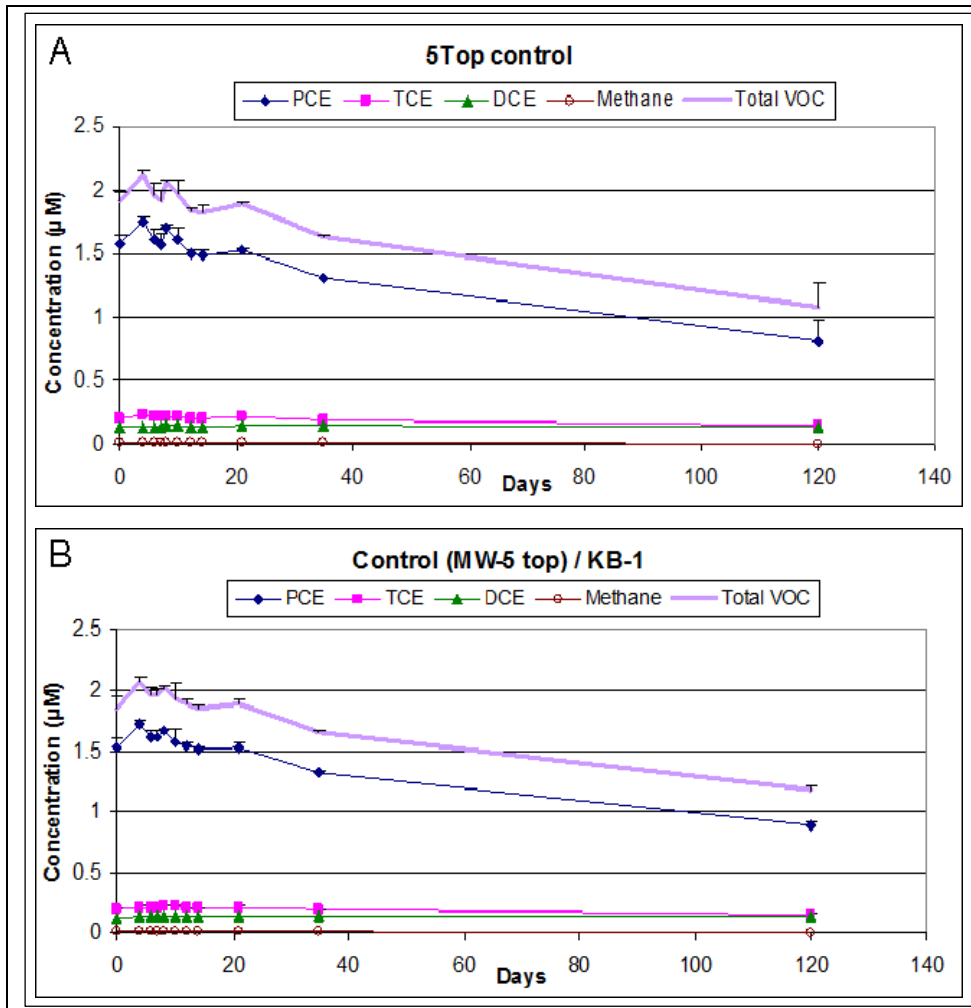 A
5Top control
PCE TCE DCE Methane Total VOC
Concentration (µ M)
2.5
2
1.5
1
0.5
0
0 20 40 60 80 100 120 140
Days
B
Control (MW-5 top) / KB-1
PCE TCE DCE Methane Total VOC
Concentration (µM)
2.5
2
1.5
1
0.5
0
0 20 40 60 80 100 120 140
Days